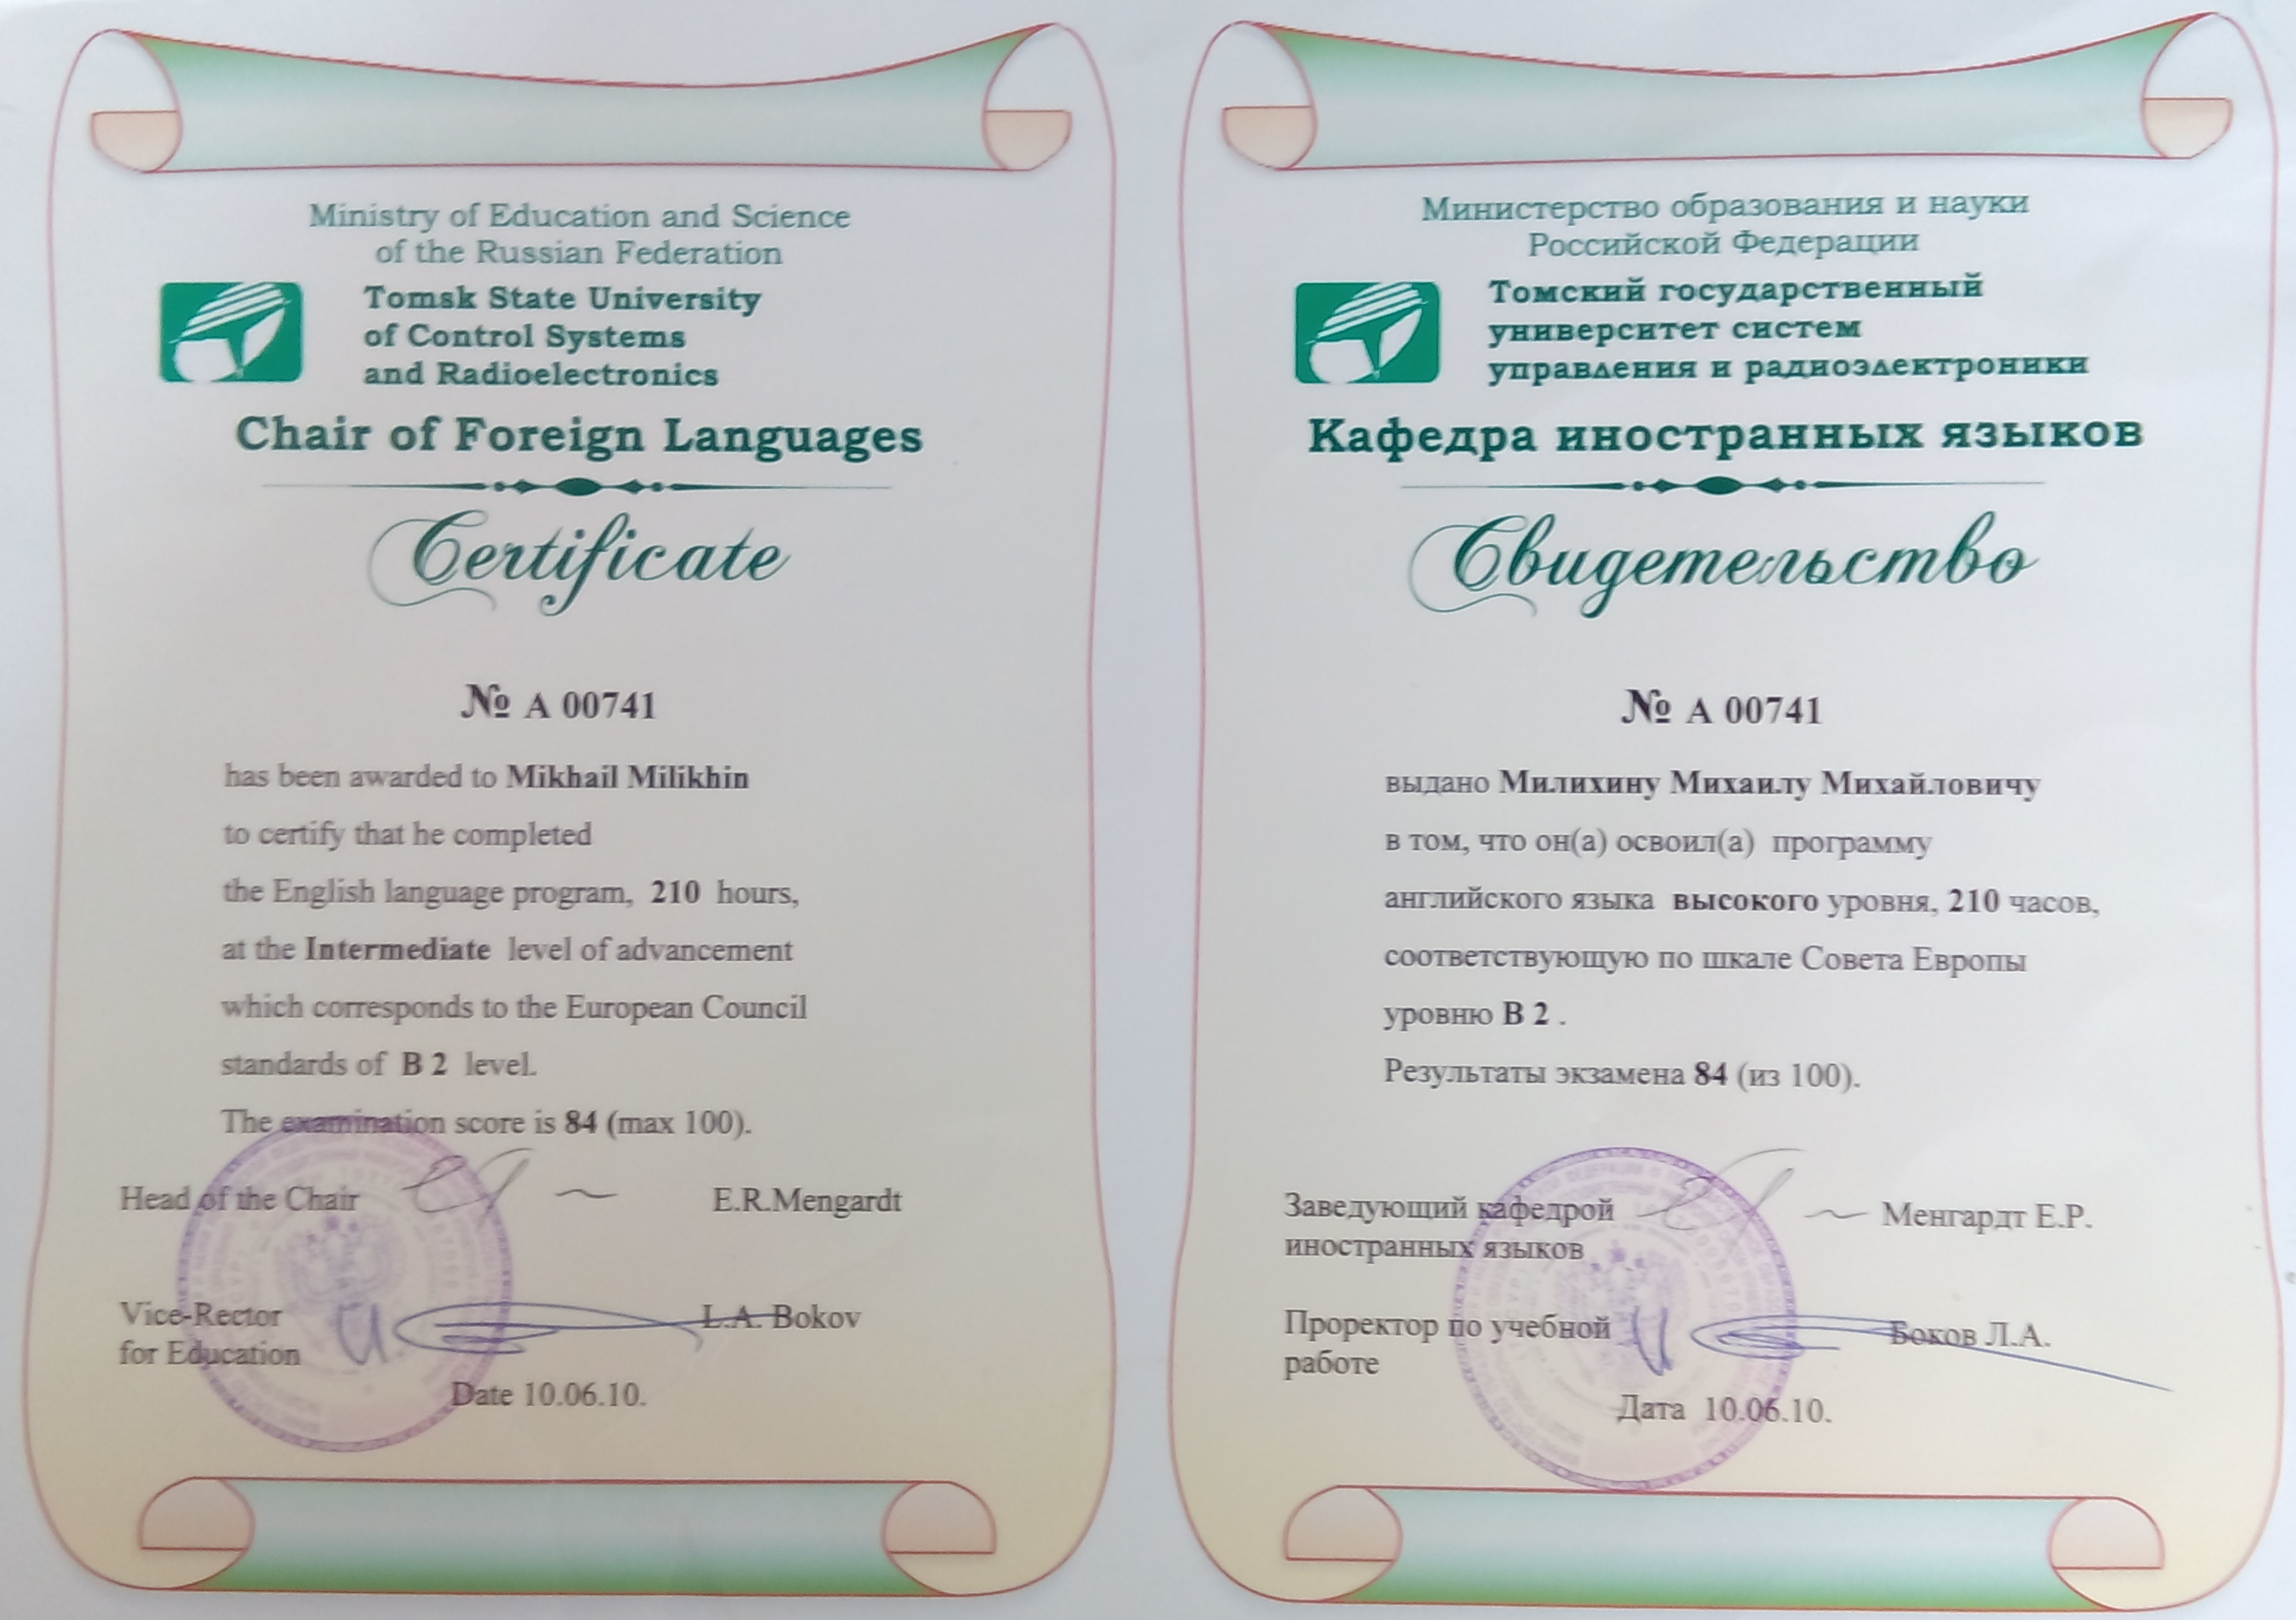 Ministry of Education and Science
of the Russian Federation
Tomsk State University
of Control Systems
and Radioelectronics
Chair of Foreign Languages
Certificate
№ A 00741
has been awarded to Mikhail Milikhin
to certify that he completed
the English language program, 210 hours,
at the Intermediate level of advancement
which corresponds to the European Council
standards of B 2 level.
The examination score is 84 (max 100).
Head of the Chair E.R.Mengardt
Vice-Rector
for Education
L.A. Bokov
Date 10.06.10.
Министерство образования и науки
Российской Федерации
Томский государственный
университет систем
управления и радиоэлектроники
Кафедра иностранных языков
Свидетельство
№ А 00741
выдано Милихину Михаилу Михайловичу
в том, что он(а) освоил(а) программу
английского языка высокого уровня, 210 часов,
соответствующую по шкале Совета Европы
уровню В 2 .
Результаты экзамена 84 (из 100).
Заведующий кафедрой
иностранных языков
Менгардт Е.Р.
Проректор по учебной
работе
Боков Л.А.
Дата 10.06.10.